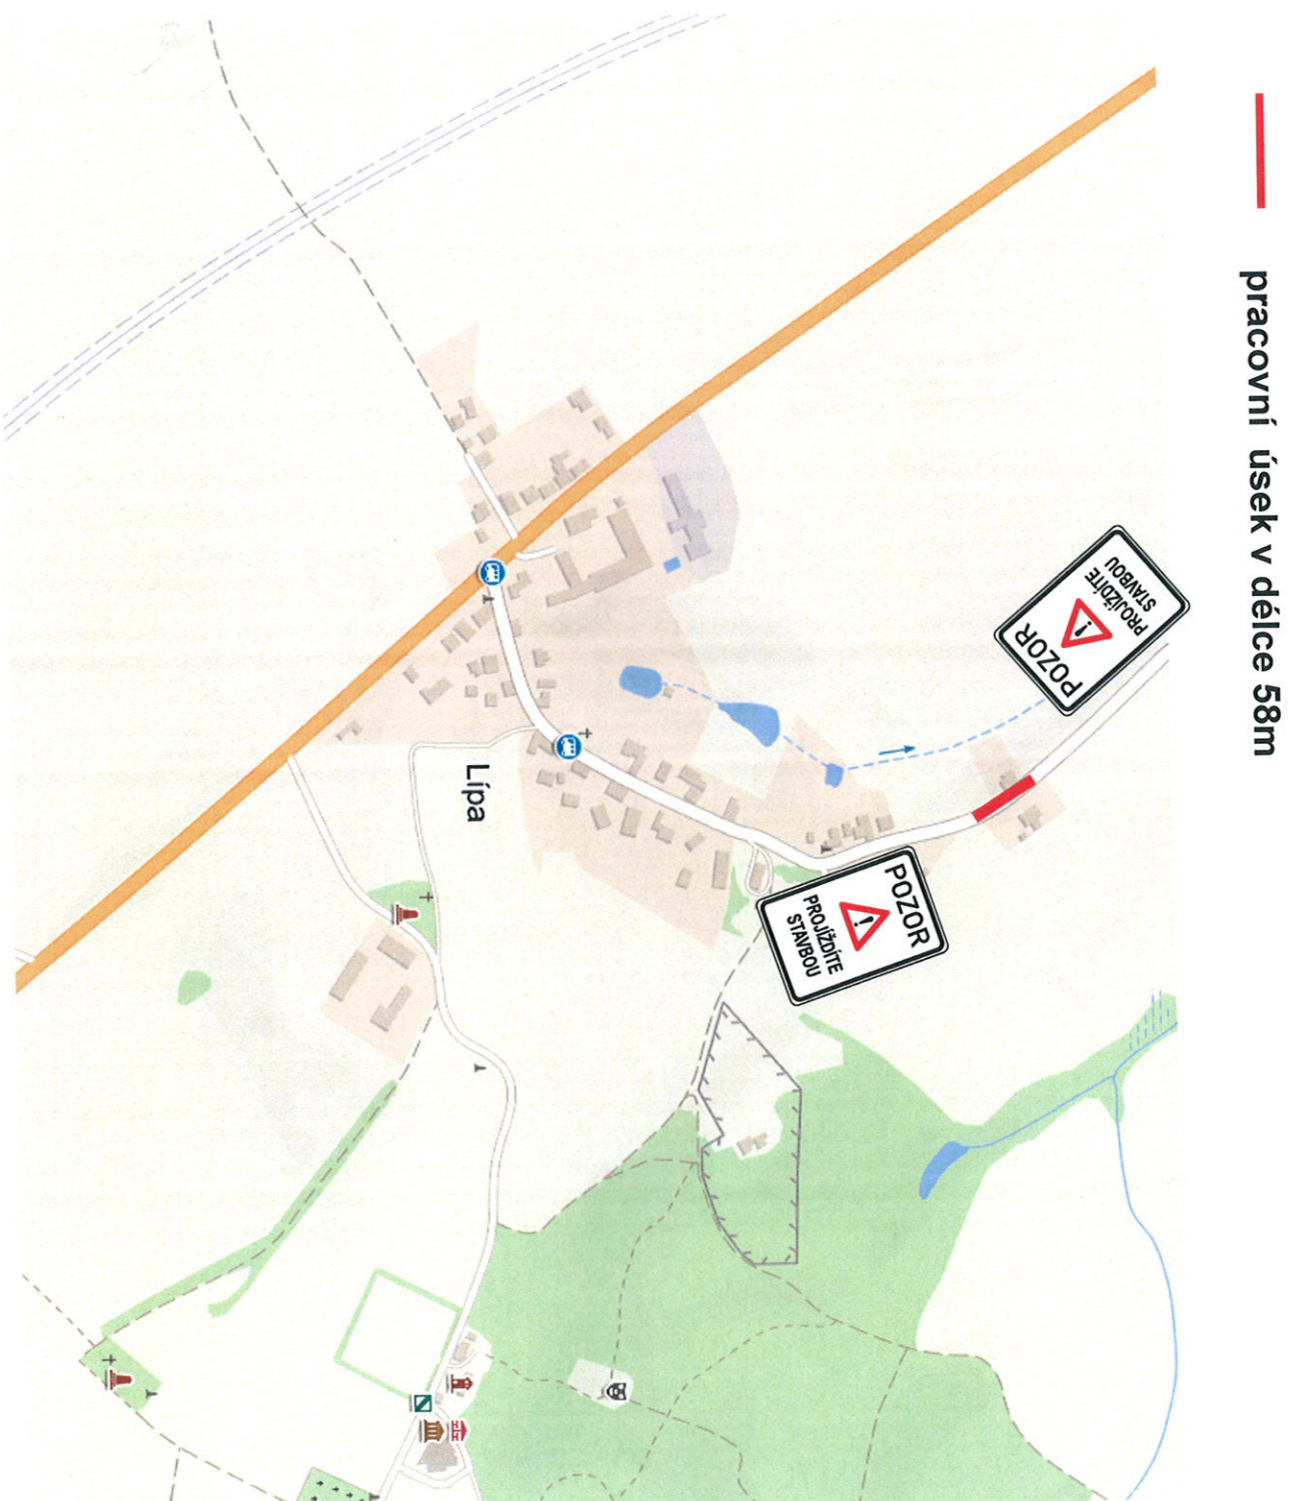 pracovní úsek v délce 58m
POZOR
PROJÍŽDÍTE
STAVBOU
POZOR
PROJÍŽDÍTE
STAVBOU
Lípa